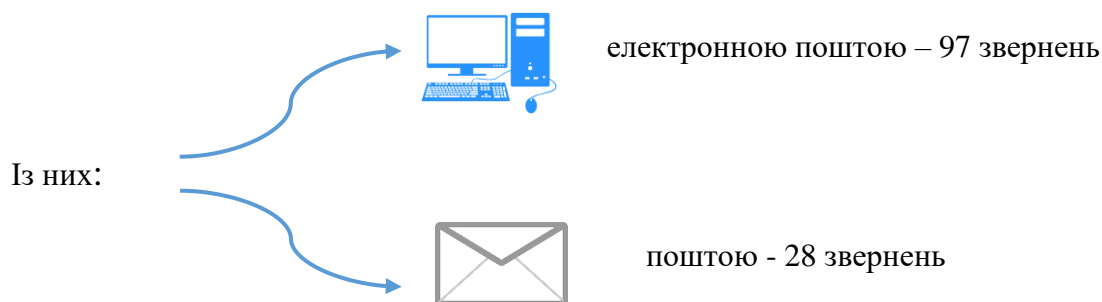 електронною поштою – 97 звернень
Із них:
поштою - 28 звернень